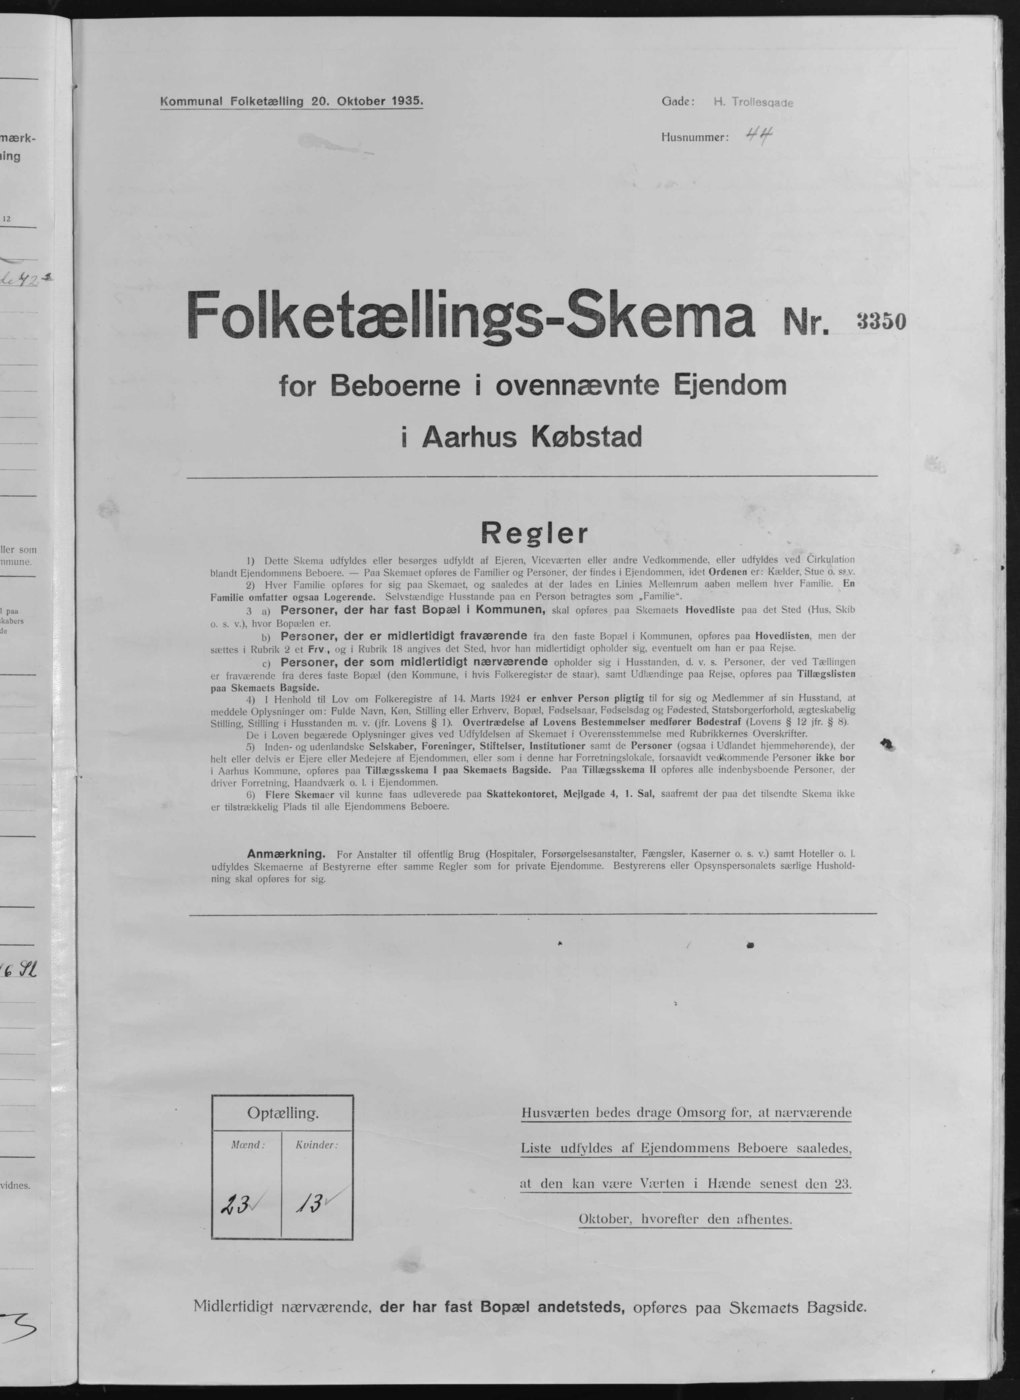 Kommunal Folketælling 20. Oktober 1935.
Gade: H. Trollesgade
Husnummer: 44
Folketællings-Skema Nr. 3350
for Beboerne i ovennævnte Ejendom
i Aarhus Købstad
Regler
1) Dette Skema udfyldes eller besørges udfyldt af Ejeren, Viceværten eller andre Vedkommende, eller udfyldes ved Cirkulation
blandt Ejendommens Beboere. — Paa Skemaet opføres de Familier og Personer, der findes i Ejendommen, idet Ordenen er: Kælder, Stue o. s. v.
2) Hver Familie opføres for sig paa Skemaet, og saaledes at der lades en Linies Mellemrum aaben mellem hver Familie. En
Familie omfatter ogsaa Logerende. Selvstændige Husstande paa en Person betragtes som „Familie“.
3 a) Personer, der har fast Bopæl i Kommunen, skal opføres paa Skemaets Hovedliste paa det Sted (Hus, Skib
o. s. v.), hvor Bopælen er.
b) Personer, der er midlertidigt fraværende fra den faste Bopæl i Kommunen, opføres paa Hovedlisten, men der
sættes i Rubrik 2 et Frv., og i Rubrik 18 angives det Sted, hvor han midlertidigt opholder sig, eventuelt om han er paa Rejse.
c) Personer, der som midlertidigt nærværende opholder sig i Husstanden, d. v. s. Personer, der ved Tællingen
er fraværende fra deres faste Bopæl (den Kommune, i hvis Folkeregister de staar), samt Udlændinge paa Rejse, opføres paa Tillægslisten
paa Skemaets Bagside.
4) I Henhold til Lov om Folkeregistre af 14. Marts 1924 er enhver Person pligtig til for sig og Medlemmer af sin Husstand, at
meddele Oplysninger om: Fulde Navn, Køn, Stilling eller Erhverv, Bopæl, Fødselsaar, Fødselsdag og Fødested, Statsborgerforhold, ægteskabelig
Stilling, Stilling i Husstanden m. v. (jfr. Lovens § 1). Overtrædelse af Lovens Bestemmelser medfører Bødestraf (Lovens § 12 jfr. § 8).
De i Loven begærede Oplysninger gives ved Udfyldelsen af Skemaet i Overensstemmelse med Rubrikkernes Overskrifter.
5) Inden- og udenlandske Selskaber, Foreninger, Stiftelser, Institutioner samt de Personer (ogsaa i Udlandet hjemmehørende), der
helt eller delvis er Ejere eller Medejere af Ejendommen, eller som i denne har Forretningslokale, forsaavidt vedkommende Personer ikke bor
i Aarhus Kommune, opføres paa Tillægsskema I paa Skemaets Bagside. Paa Tillægsskema II opføres alle indenbysboende Personer, der
driver Forretning, Haandværk o. l. i Ejendommen.
6) Flere Skemaer vil kunne faas udleverede paa Skattekontoret, Mejlgade 4, 1. Sal, saafremt der paa det tilsendte Skema ikke
er tilstrækkelig Plads til alle Ejendommens Beboere.
Anmærkning. For Anstalter til offentlig Brug (Hospitaler, Forsørgelsesanstalter, Fængsler, Kaserner o. s. v.) samt Hoteller o. l.
udfyldes Skemaerne af Bestyrerne efter samme Regler som for private Ejendomme. Bestyrerens eller Opsynspersonalets særlige Hushold-
ning skal opføres for sig.
Optælling.
Mænd: Kvinder:
23 13
Husværten bedes drage Omsorg for, at nærværende
Liste udfyldes af Ejendommens Beboere saaledes,
at den kan være Værten i Hænde senest den 23.
Oktober, hvorefter den afhentes.
Midlertidigt nærværende, der har fast Bopæl andetsteds, opføres paa Skemaets Bagside.